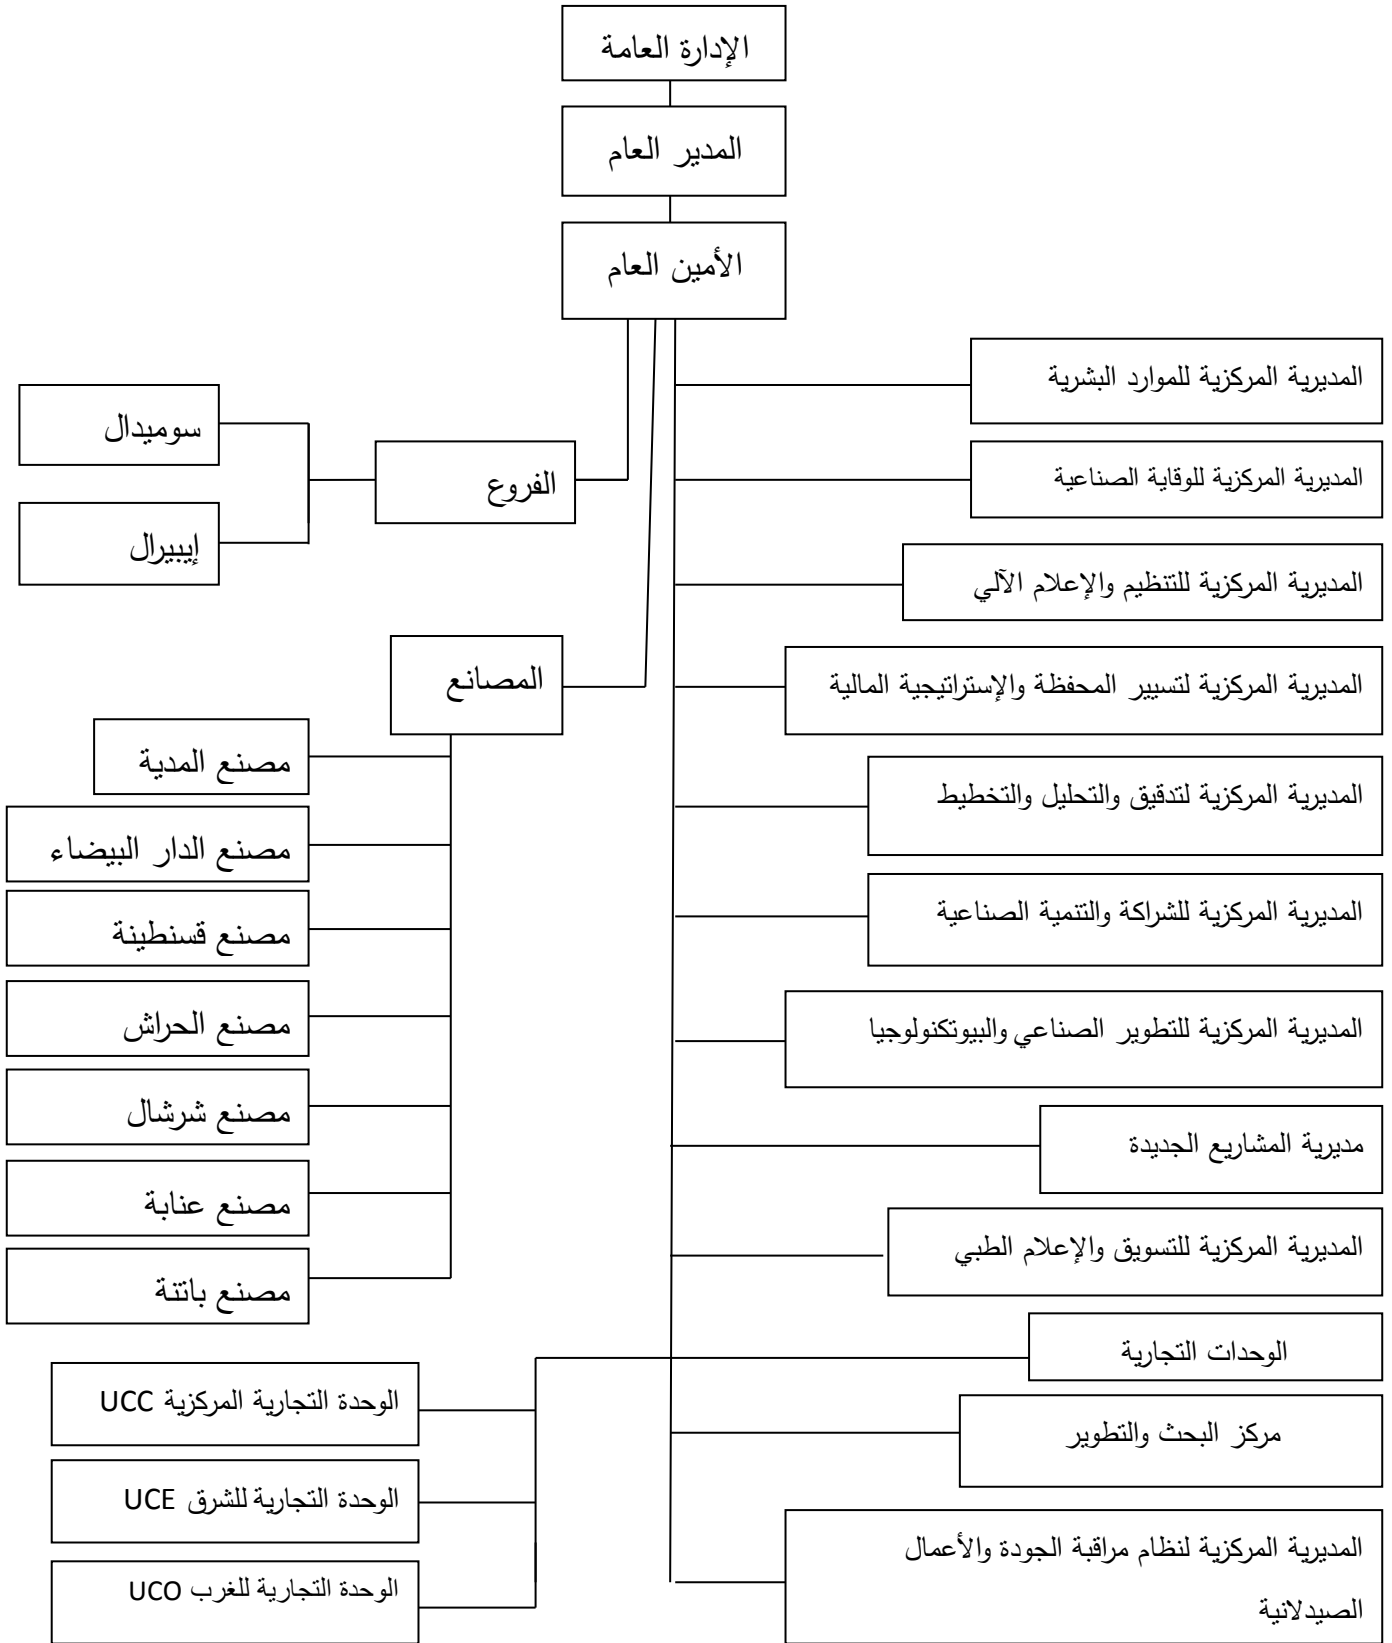 الإدارة العامة
المدير العام
الأمين العام
المديرية المركزية للموارد البشرية
المديرية المركزية للوقاية الصناعية
المديرية المركزية للتنظيم والإعلام الآلي
المديرية المركزية لتسيير المحفظة والإستراتيجية المالية
المديرية المركزية لتدقيق والتحليل والتخطيط
المديرية المركزية للشراكة والتنمية الصناعية
المديرية المركزية للتطوير الصناعي والبيوتكنولوجيا
مديرية المشاريع الجديدة
المديرية المركزية للتسويق والإعلام الطبي
الوحدات التجارية
مركز البحث والتطوير
المديرية المركزية لنظام مراقبة الجودة والأعمال
الصيدلانية
الفروع
سوميدال
إيبيرال
المصانع
مصنع المدية
مصنع الدار البيضاء
مصنع قسنطينة
مصنع الحراش
مصنع شرشال
مصنع عنابة
مصنع باتنة
الوحدة التجارية المركزية UCC
الوحدة التجارية للشرق UCE
الوحدة التجارية للغرب UCO